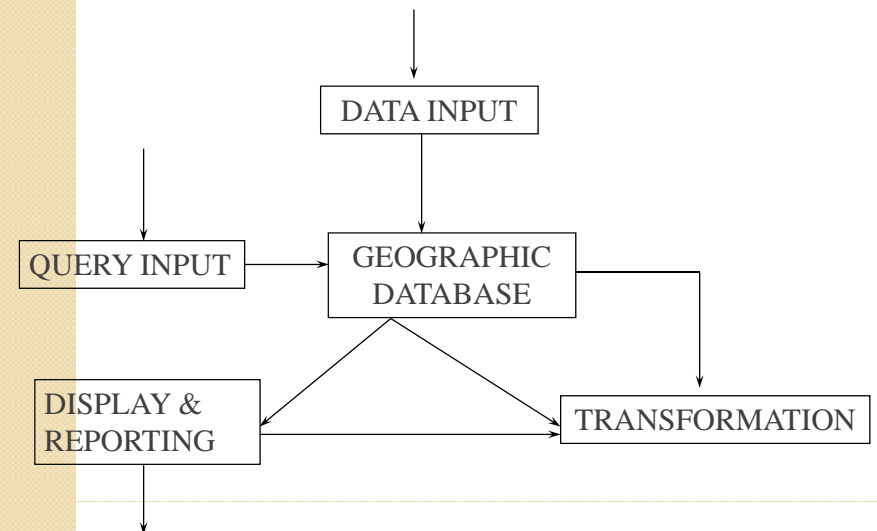 DATA INPUT
QUERY INPUT
GEOGRAPHIC
DATABASE
DISPLAY &
REPORTING
TRANSFORMATION